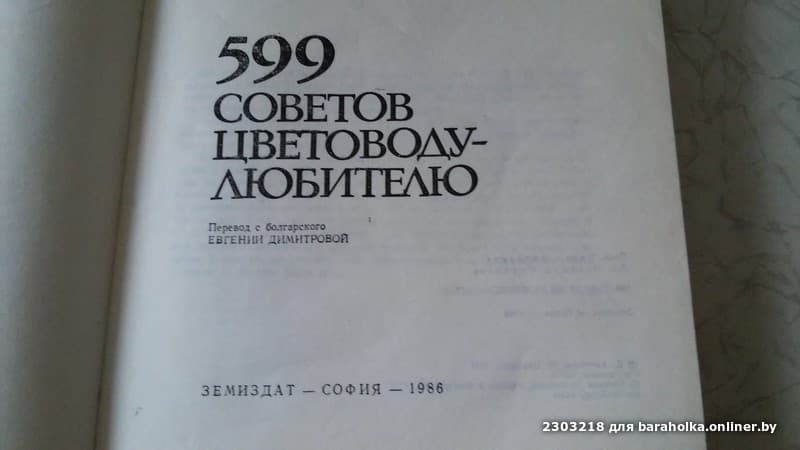 599
СОВЕТОВ
ЦВЕТОВОДУ-
ЛЮБИТЕЛЮ
Перевод с болгарского
ЕВГЕНИИ ДИМИТРОВОЙ
ЗЕМИЗДАТ — СОФИЯ — 1986
2303218 для baraholka.onliner.by